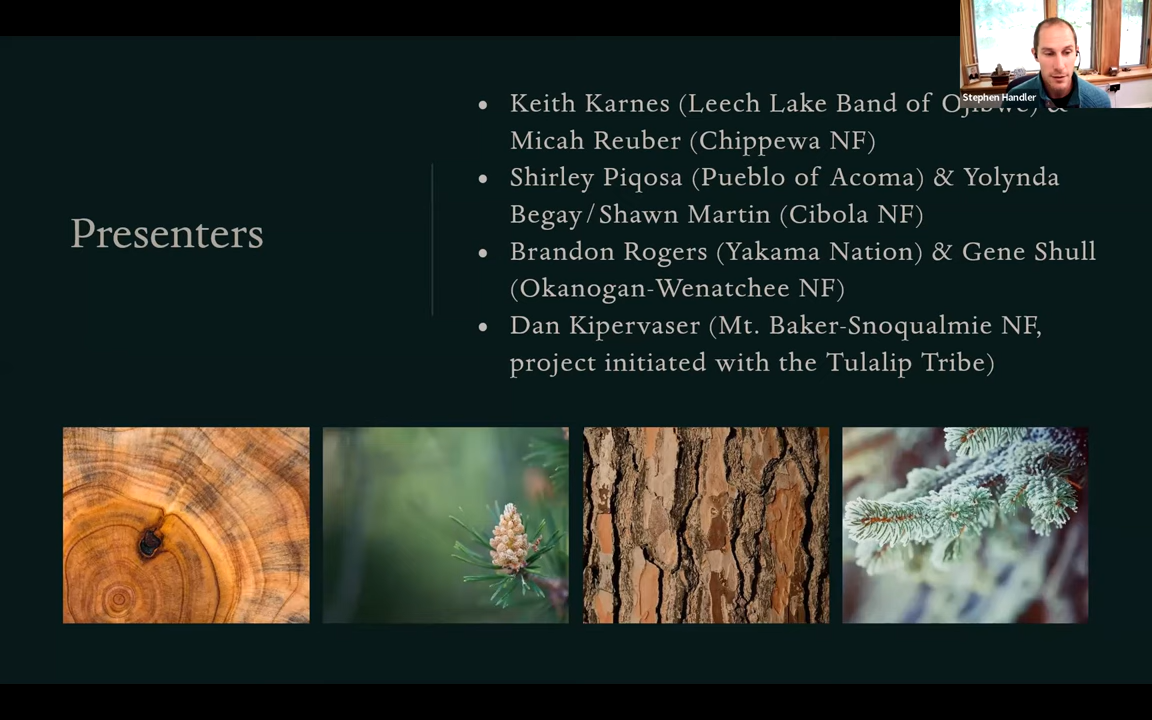 Stephen Handler
Presenters
• Keith Karnes (Leech Lake Band of Ojibwe) &
Micah Reuber (Chippewa NF)
• Shirley Piqosa (Pueblo of Acoma) & Yolynda
Begay/Shawn Martin (Cibola NF)
• Brandon Rogers (Yakama Nation) & Gene Shull
(Okanogan-Wenatchee NF)
• Dan Kipervaser (Mt. Baker-Snoqualmie NF,
project initiated with the Tulalip Tribe)